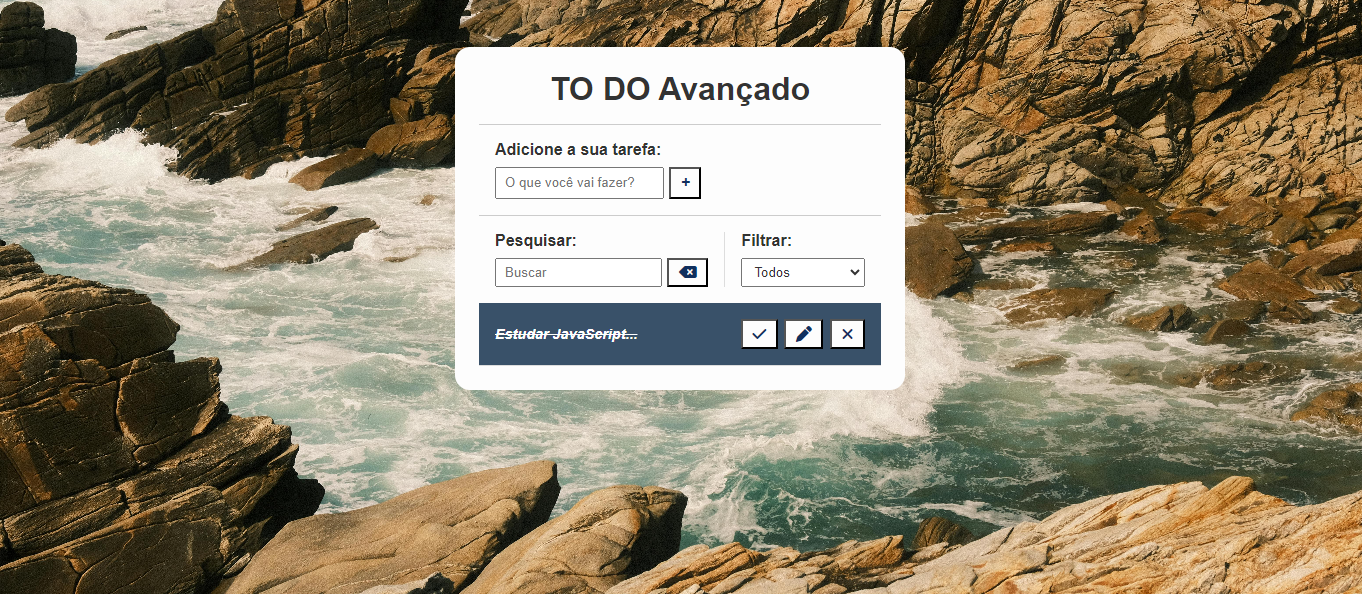 TO DO Avançado
Adicione a sua tarefa:
O que você vai fazer?
+
Pesquisar:
Filtrar:
Buscar
Todos
Estudar JavaScript...